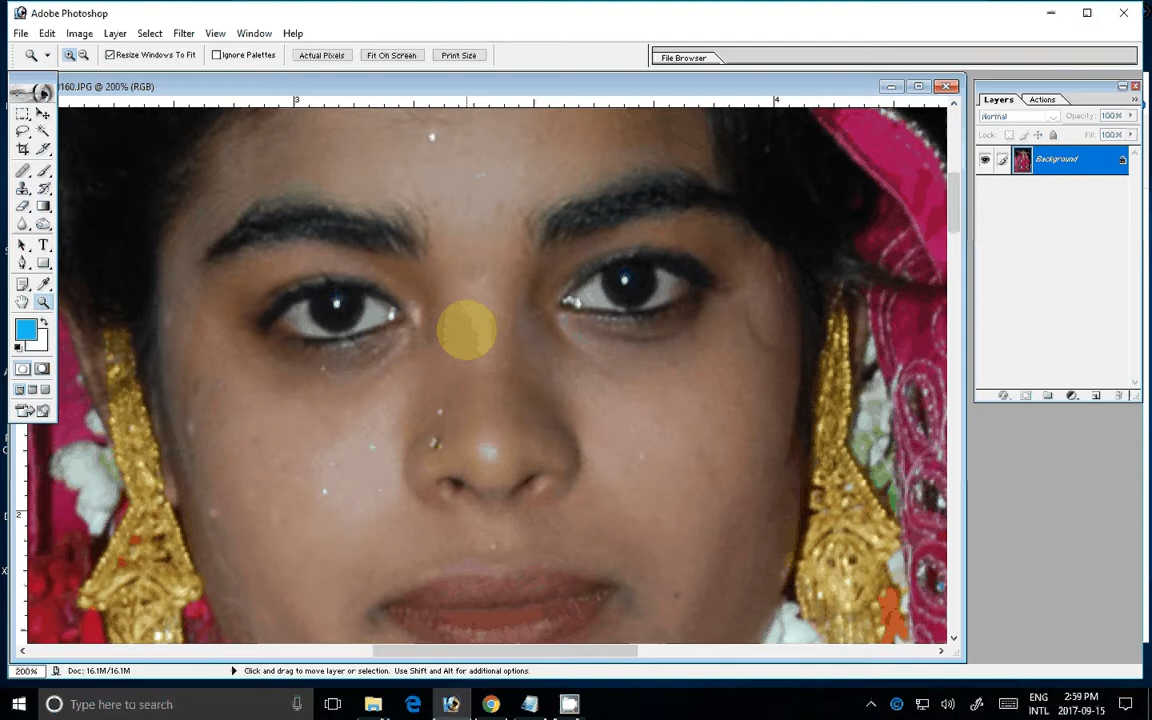 Adobe Photoshop
File Edit Image Layer Select Filter View Window Help
Resize Windows To Fit Ignore Palettes Actual Pixels Fit On Screen Print Size File Browser
160.JPG @ 200% (RGB)
3 4
Layers Actions
Normal Opacity: 100%
Lock: Fill: 100%
Background
2
200% Doc: 16.1M/16.1M Click and drag to move layer or selection. Use Shift and Alt for additional options.
Type here to search
ENG 2:59 PM
INTL 2017-09-15